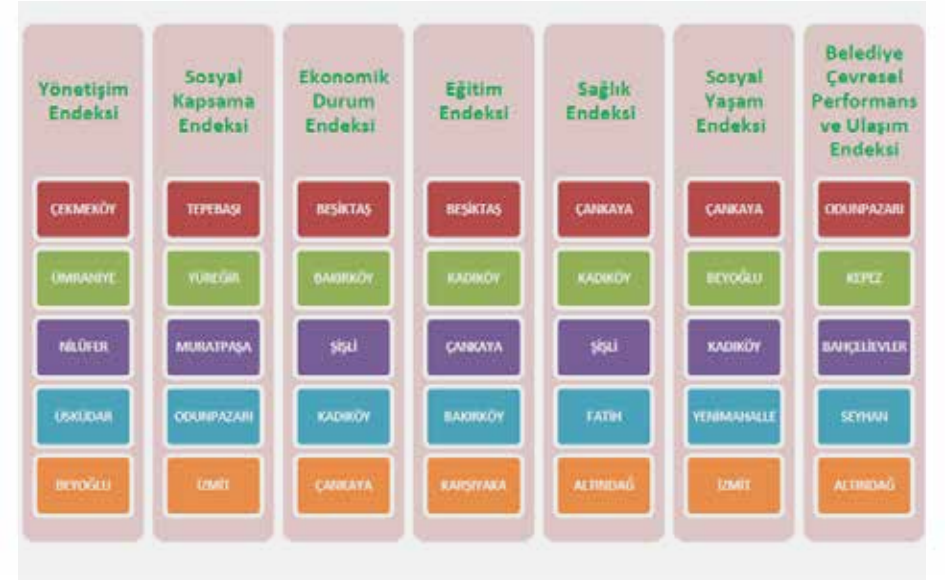 Yönetişim
Endeksi
Sosyal
Kapsama
Endeksi
Ekonomik
Durum
Endeksi
Eğitim
Endeksi
Sağlık
Endeksi
Sosyal
Yaşam
Endeksi
Belediye
Çevresel
Performans
ve Ulaşım
Endeksi
ÇEKMEKÖY
TEPEBAŞI
BEŞİKTAŞ
BEŞİKTAŞ
ÇANKAYA
ÇANKAYA
ODUNPAZARI
ÜMRANİYE
YÜREĞİR
BAKIRKÖY
KADIKÖY
KADIKÖY
BEYOĞLU
KEPEZ
NİLÜFER
MURATPAŞA
ŞİŞLİ
ÇANKAYA
ŞİŞLİ
KADIKÖY
BAHÇELİEVLER
ÜSKÜDAR
ODUNPAZARI
KADIKÖY
BAKIRKÖY
FATİH
YENİMAHALLE
SEYHAN
BEYOĞLU
İZMİT
ÇANKAYA
KARŞIYAKA
ALTINDAĞ
İZMİT
ALTINDAĞ